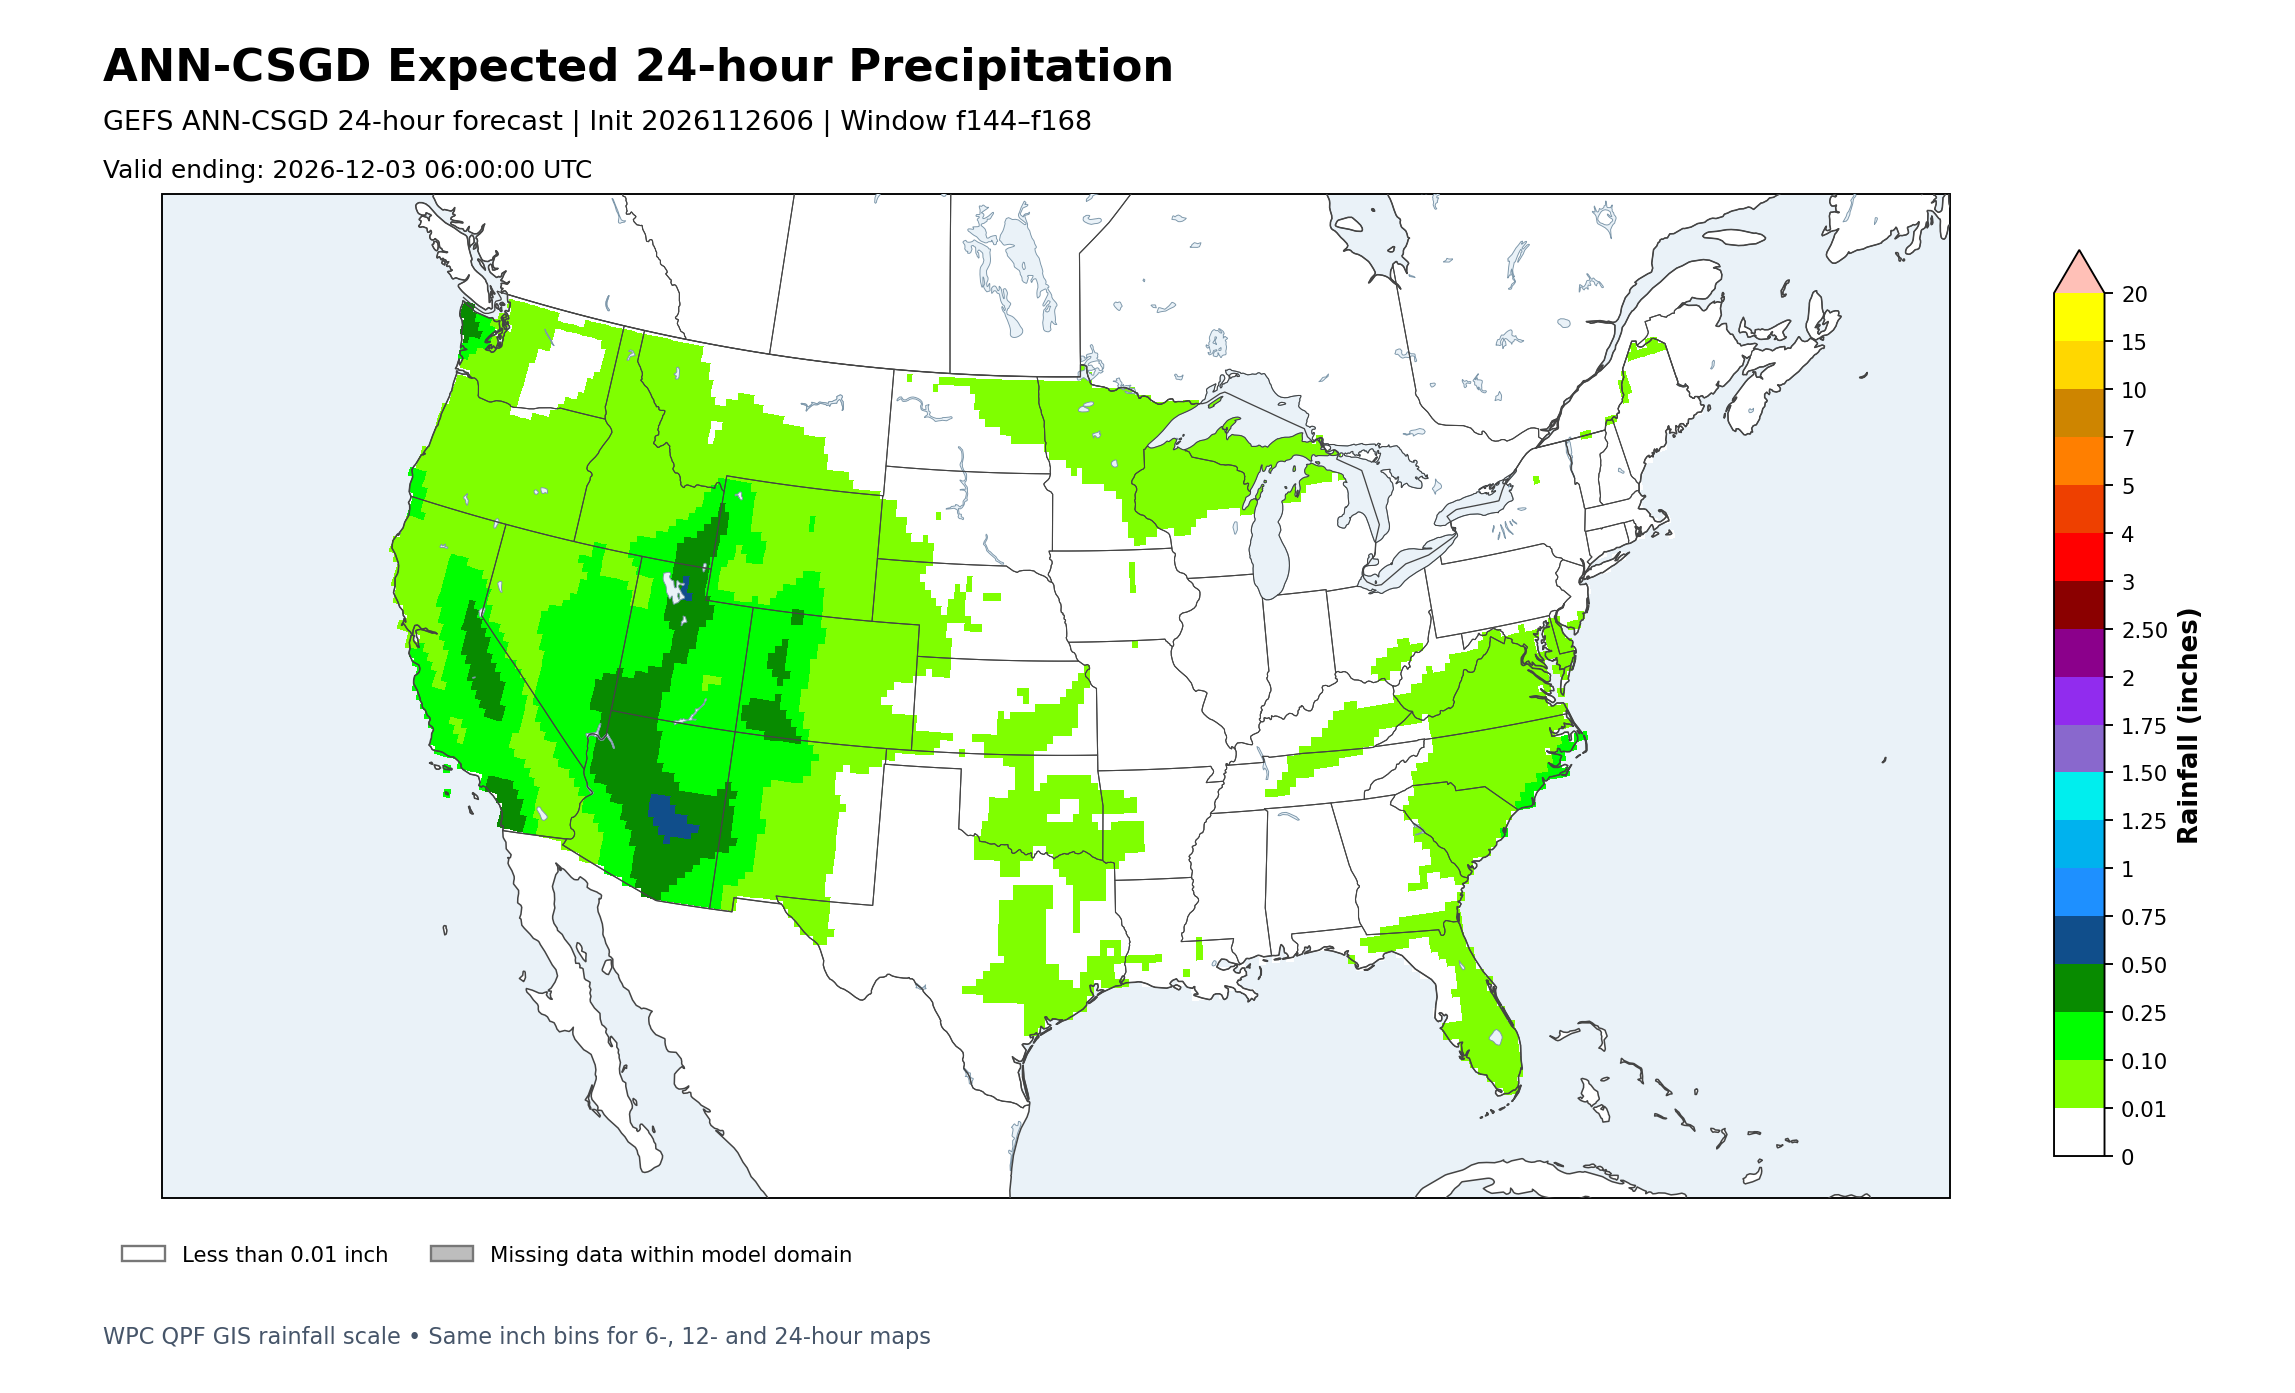 ANN-CSGD Expected 24-hour Precipitation
GEFS ANN-CSGD 24-hour forecast | Init 2026112606 | Window f144–f168
Valid ending: 2026-12-03 06:00:00 UTC
20
15
10
7
5
4
3
2.50
2
1.75
1.50
1.25
1
0.75
0.50
0.25
0.10
0.01
0
Rainfall (inches)
Less than 0.01 inch
Missing data within model domain
WPC QPF GIS rainfall scale • Same inch bins for 6-, 12- and 24-hour maps